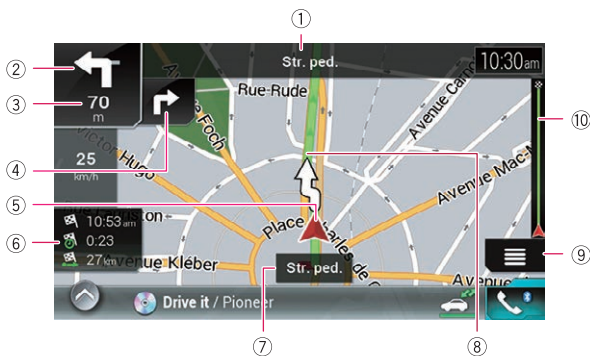 ①
Str. ped.
10:30am
②
③
70
m
④
Rue Rude
Avenue Foch
Avenue Carno
⑩
25
km/h
Victor Hugo
Avenue Mac-M
⑤
⑥
10:53am
0:23
27km
Place Charles de G
Avenue Kléber
Str. ped.
Avenu
⑨
Drive it / Pioneer
⑦
⑧